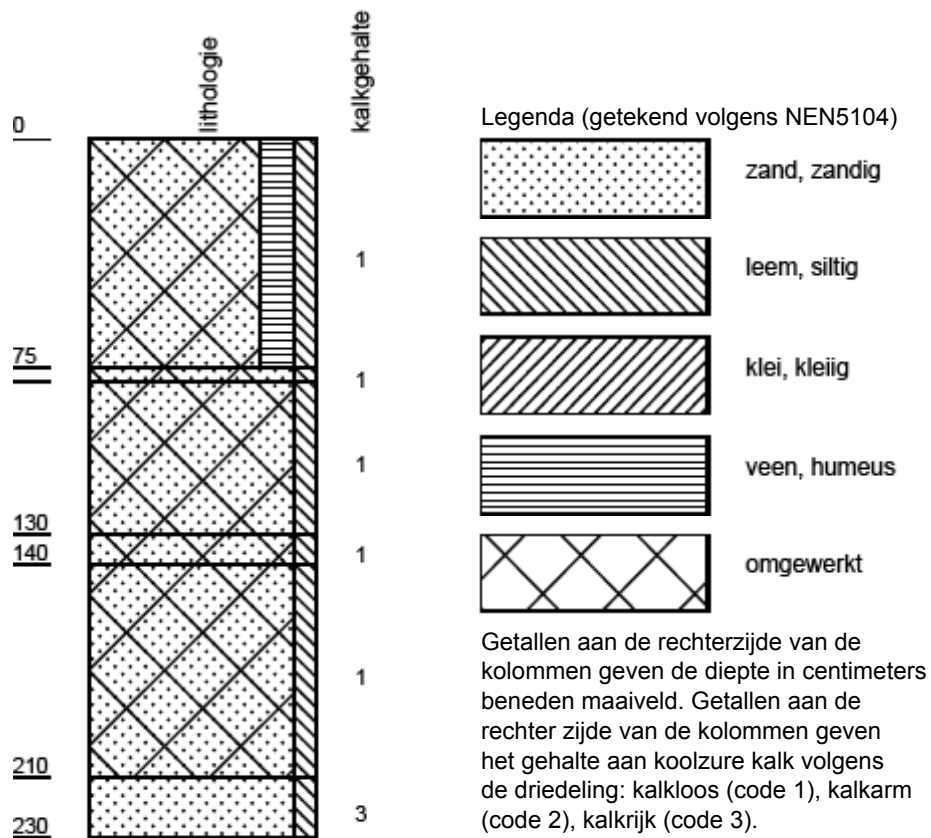 lithologie
kalkgehalte
0
75
130
140
210
230
1
1
1
1
1
3
Legenda (getekend volgens NEN5104)
zand, zandig
leem, siltig
klei, kleiig
veen, humeus
omgewerkt
Getallen aan de rechterzijde van de
kolommen geven de diepte in centimeters
beneden maaiveld. Getallen aan de
rechter zijde van de kolommen geven
het gehalte aan koolzure kalk volgens
de driedeling: kalkloos (code 1), kalkarm
(code 2), kalkrijk (code 3).